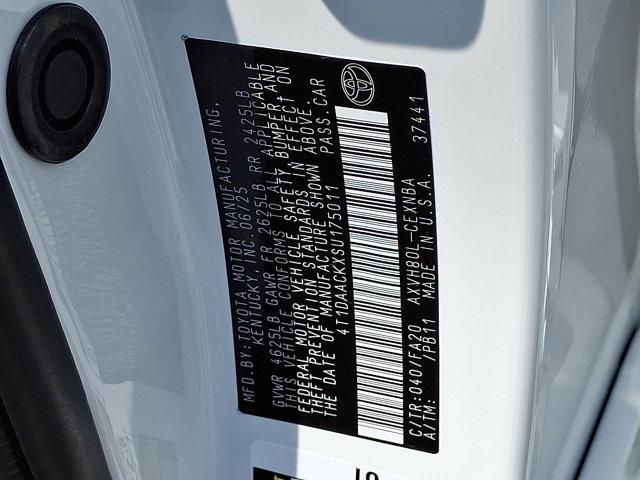 MFD.BY:TOYOTA MOTOR MANUFACTURING,
KENTUCKY, INC. 06/25
GVWR 4625LB GAWR FR 2625LB RR 2425LB
THIS VEHICLE CONFORMS TO ALL APPLICABLE
FEDERAL MOTOR VEHICLE SAFETY, BUMPER AND
THEFT PREVENTION STANDARDS IN EFFECT ON
THE DATE OF MANUFACTURE SHOWN ABOVE.
4T1DAACKXSU175011 PASS.CAR
C/TR:040/FA20 AXVH80L-CEXNBA 37441
A/TM: /PB11 MADE IN U.S.A.